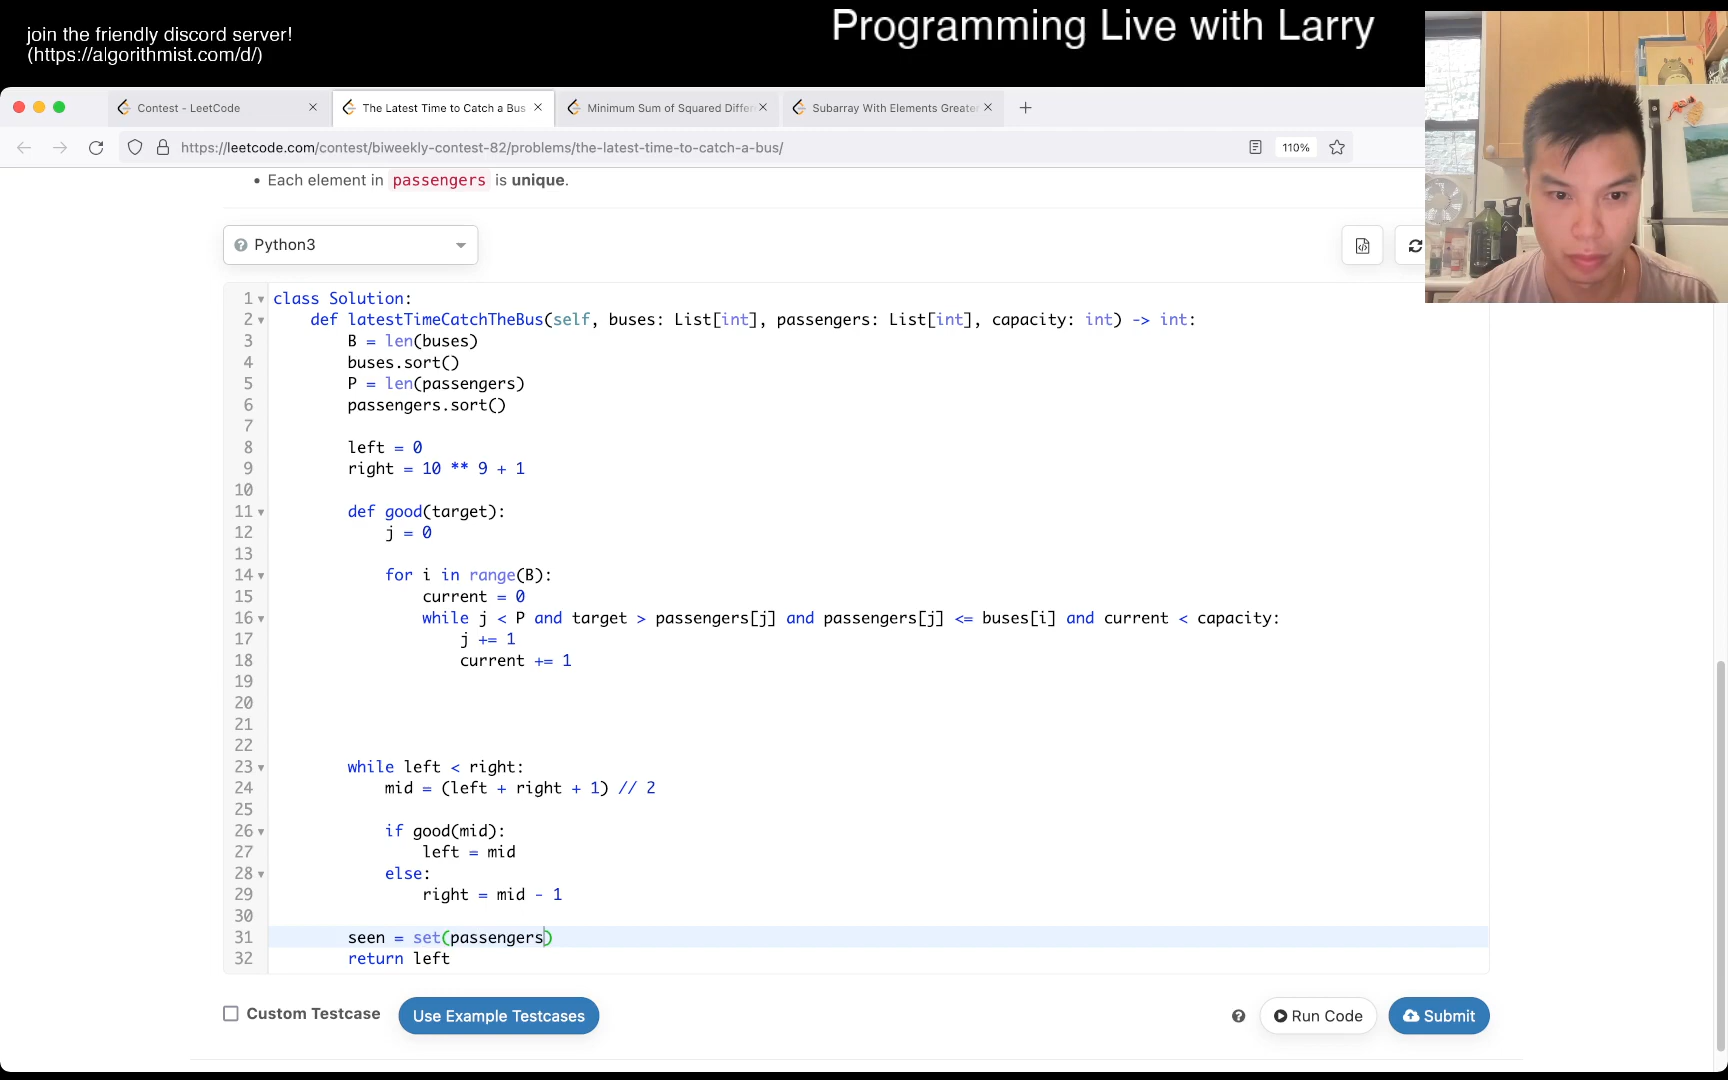 join the friendly discord server!
(https://algorithmist.com/d/)
Programming Live with Larry
Contest - LeetCode
The Latest Time to Catch a Bus
Minimum Sum of Squared Differ
Subarray With Elements Greate
https://leetcode.com/contest/biweekly-contest-82/problems/the-latest-time-to-catch-a-bus/
110%
• Each element in passengers is unique.
Python3
1 class Solution:
2     def latestTimeCatchTheBus(self, buses: List[int], passengers: List[int], capacity: int) -> int:
3         B = len(buses)
4         buses.sort()
5         P = len(passengers)
6         passengers.sort()
7
8         left = 0
9         right = 10 ** 9 + 1
10
11         def good(target):
12             j = 0
13
14             for i in range(B):
15                 current = 0
16                 while j < P and target > passengers[j] and passengers[j] <= buses[i] and current < capacity:
17                     j += 1
18                     current += 1
19
20
21
22
23         while left < right:
24             mid = (left + right + 1) // 2
25
26             if good(mid):
27                 left = mid
28             else:
29                 right = mid - 1
30
31         seen = set(passengers)
32         return left
Custom Testcase
Use Example Testcases
Run Code
Submit